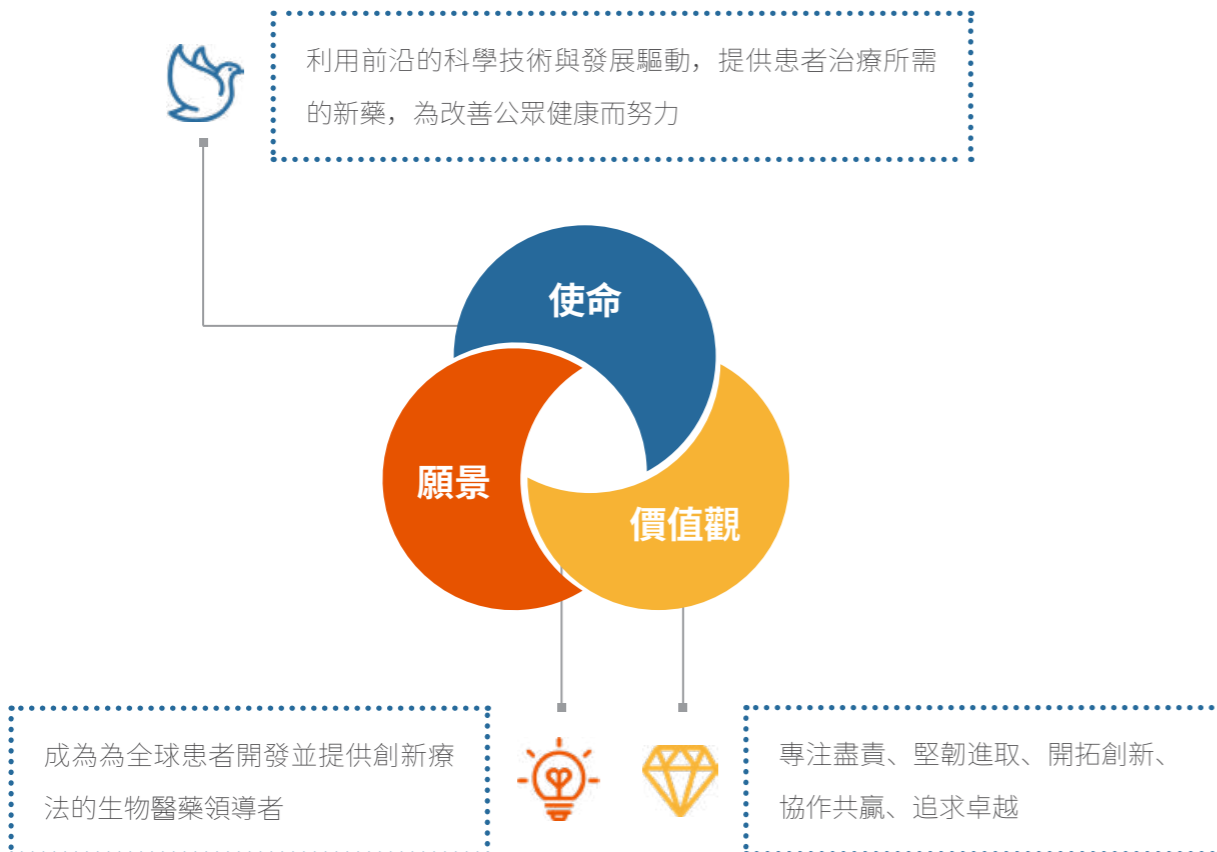 利用前沿的科學技術與發展驅動，提供患者治療所需
的新藥，為改善公眾健康而努力
使命
願景
價值觀
成為為全球患者開發並提供創新療
法的生物醫藥領導者
專注盡責、堅韌進取、開拓創新、
協作共贏、追求卓越